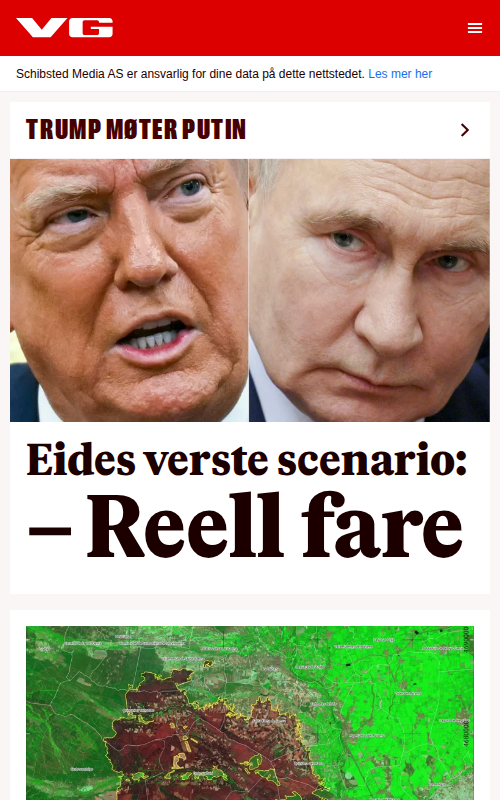 VG
Schibsted Media AS er ansvarlig for dine data på dette nettstedet. Les mer her
TRUMP MØTER PUTIN
Eides verste scenario:
– Reell fare